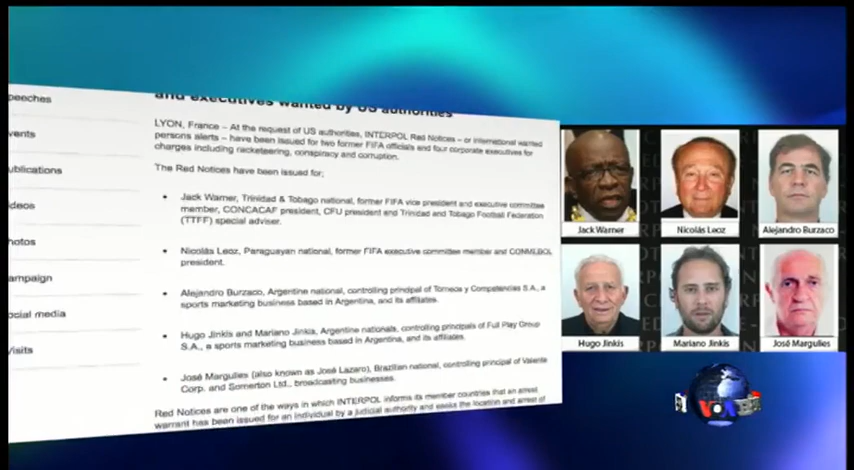 peeches
vents
ublications
deos
hotos
ampaign
ocial media
visits
and executives wanted by US authorities
LYON, France – At the request of US authorities, INTERPOL Red Notices – or international wanted
persons alerts – have been issued for two former FIFA officials and four corporate executives for
charges including racketeering, conspiracy and corruption.
The Red Notices have been issued for;
• Jack Warner, Trinidad & Tobago national, former FIFA vice president and executive committee
member, CONCACAF president, CFU president and Trinidad and Tobago Football Federation
(TTFF) special adviser.
• Nicolás Leoz, Paraguayan national, former FIFA executive committee member and CONMEBOL
president.
• Alejandro Burzaco, Argentine national, controlling principal of Torneos y Competencias S.A., a
sports marketing business based in Argentina, and its affiliates.
• Hugo Jinkis and Mariano Jinkis, Argentine nationals, controlling principals of Full Play Group
S.A., a sports marketing business based in Argentina, and its affiliates.
• José Margulies (also known as José Lazaro), Brazilian national, controlling principal of Valente
Corp. and Somerton Ltd., broadcasting businesses.
Red Notices are one of the ways in which INTERPOL informs its member countries that an arrest
warrant has been issued for an individual by a judicial authority and seeks the location and arrest of
Jack Warner
Nicolás Leoz
Alejandro Burzaco
Hugo Jinkis
Mariano Jinkis
José Margulies
VOA